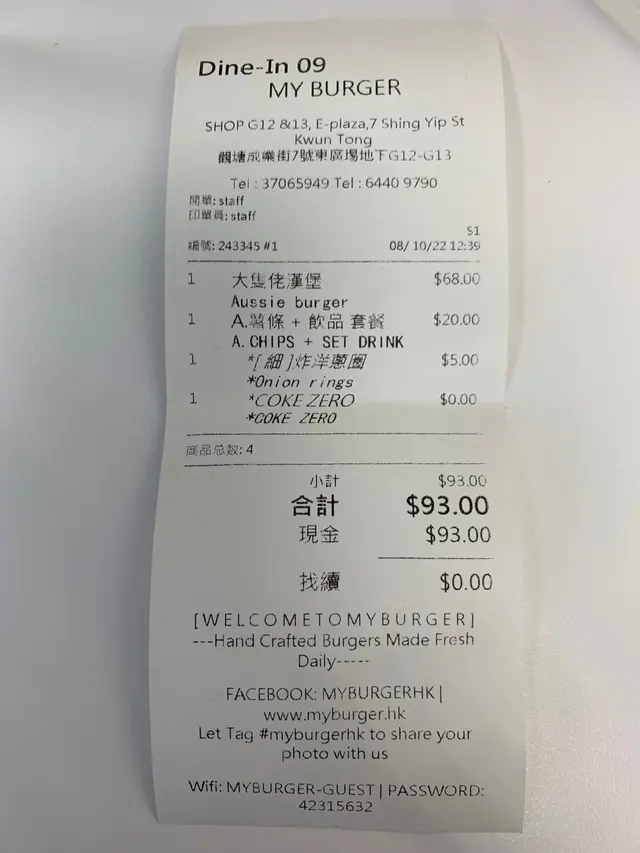 Dine-In 09
MY BURGER
SHOP G12 &13, E-plaza,7 Shing Yip St
Kwun Tong
觀塘成業街7號東廣場地下G12-G13
Tel : 37065949 Tel : 6440 9790
開單: staff
印單員: staff
S1
編號: 243345 #1 08/ 10/22 12:39
1 大隻佬漢堡 $68.00
Aussie burger
1 A.薯條 + 飲品 套餐 $20.00
A. CHIPS + SET DRINK
1 *[ 細 ]炸洋蔥圈 $5.00
*Onion rings
1 *COKE ZERO $0.00
*COKE ZERO
商品总数: 4
小計 $93.00
合計 $93.00
現金 $93.00
找續 $0.00
[WELCOMETOMYBURGER]
---Hand Crafted Burgers Made Fresh
Daily-----
FACEBOOK: MYBURGERHK|
www.myburger.hk
Let Tag #myburgerhk to share your
photo with us
Wifi: MYBURGER-GUEST | PASSWORD:
42315632